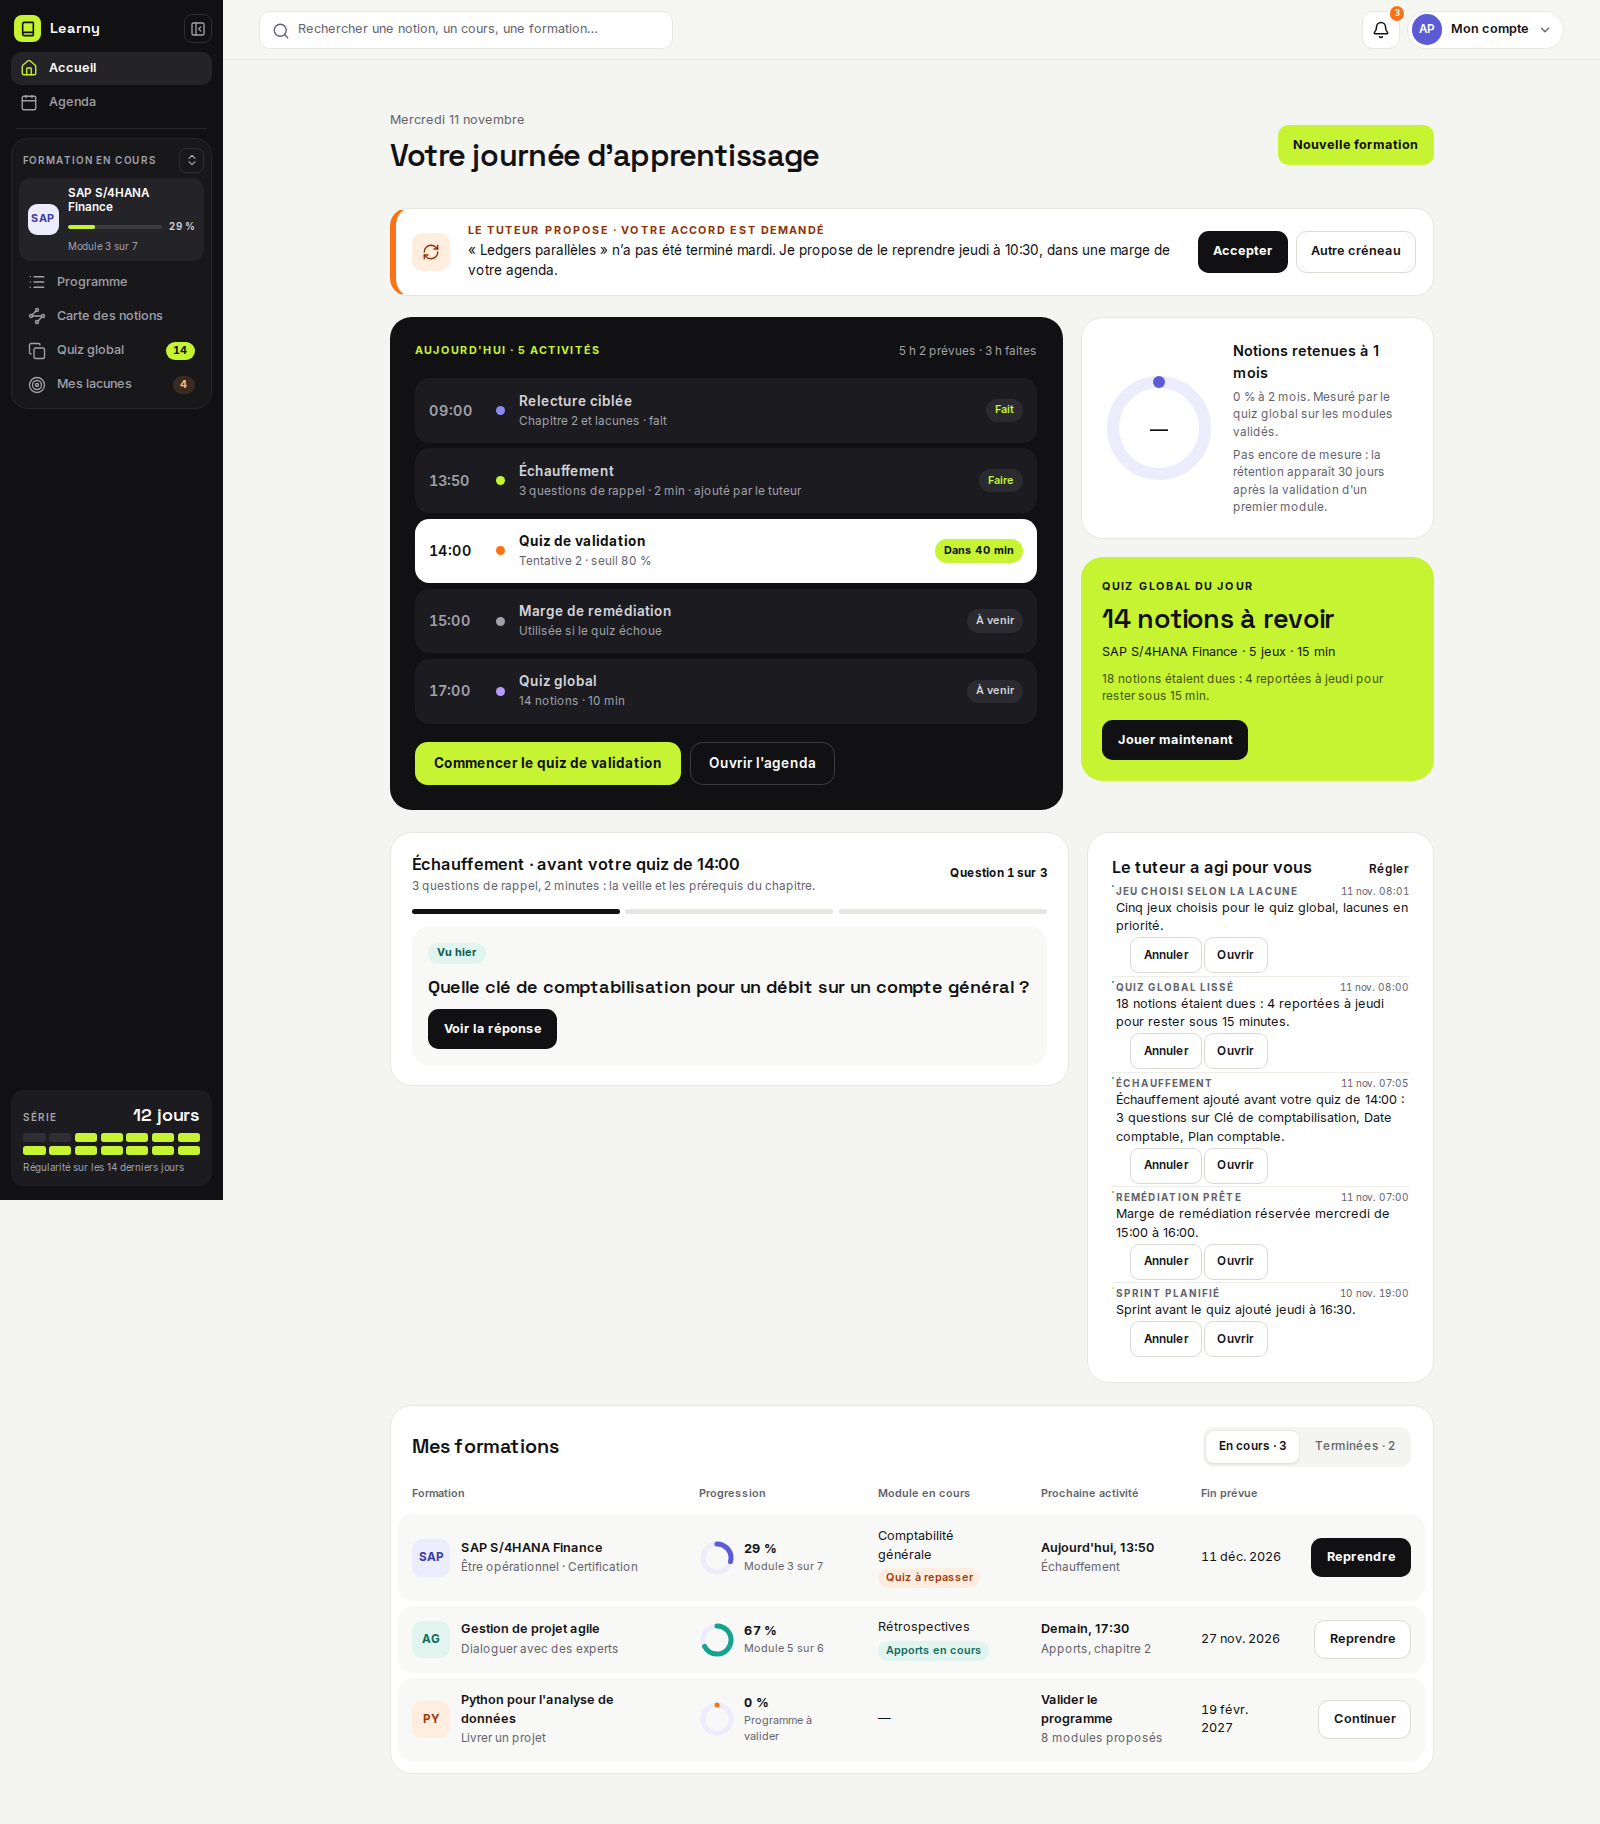 Learny
Accueil
Agenda
FORMATION EN COURS
SAP
SAP S/4HANA
Finance
29 %
Module 3 sur 7
Programme
Carte des notions
Quiz global
14
Mes lacunes
4
SÉRIE
12 jours
Régularité sur les 14 derniers jours
Rechercher une notion, un cours, une formation…
3
AP
Mon compte
Mercredi 11 novembre
Votre journée d’apprentissage
Nouvelle formation
LE TUTEUR PROPOSE · VOTRE ACCORD EST DEMANDÉ
« Ledgers parallèles » n’a pas été terminé mardi. Je propose de le reprendre jeudi à 10:30, dans une marge de
votre agenda.
Accepter
Autre créneau
AUJOURD'HUI · 5 ACTIVITÉS
5 h 2 prévues · 3 h faites
09:00
Relecture ciblée
Chapitre 2 et lacunes · fait
Fait
13:50
Échauffement
3 questions de rappel · 2 min · ajouté par le tuteur
Faire
14:00
Quiz de validation
Tentative 2 · seuil 80 %
Dans 40 min
15:00
Marge de remédiation
Utilisée si le quiz échoue
À venir
17:00
Quiz global
14 notions · 10 min
À venir
Commencer le quiz de validation
Ouvrir l'agenda
—
Notions retenues à 1
mois
0 % à 2 mois. Mesuré par le
quiz global sur les modules
validés.
Pas encore de mesure : la
rétention apparaît 30 jours
après la validation d'un
premier module.
QUIZ GLOBAL DU JOUR
14 notions à revoir
SAP S/4HANA Finance · 5 jeux · 15 min
18 notions étaient dues : 4 reportées à jeudi pour
rester sous 15 min.
Jouer maintenant
Échauffement · avant votre quiz de 14:00
3 questions de rappel, 2 minutes : la veille et les prérequis du chapitre.
Question 1 sur 3
Vu hier
Quelle clé de comptabilisation pour un débit sur un compte général ?
Voir la réponse
Le tuteur a agi pour vous
Régler
JEU CHOISI SELON LA LACUNE
11 nov. 08:01
Cinq jeux choisis pour le quiz global, lacunes en
priorité.
Annuler
Ouvrir
QUIZ GLOBAL LISSÉ
11 nov. 08:00
18 notions étaient dues : 4 reportées à jeudi
pour rester sous 15 minutes.
Annuler
Ouvrir
ÉCHAUFFEMENT
11 nov. 07:05
Échauffement ajouté avant votre quiz de 14:00 :
3 questions sur Clé de comptabilisation, Date
comptable, Plan comptable.
Annuler
Ouvrir
REMÉDIATION PRÊTE
11 nov. 07:00
Marge de remédiation réservée mercredi de
15:00 à 16:00.
Annuler
Ouvrir
SPRINT PLANIFIÉ
10 nov. 19:00
Sprint avant le quiz ajouté jeudi à 16:30.
Annuler
Ouvrir
Mes formations
En cours · 3
Terminées · 2
Formation
Progression
Module en cours
Prochaine activité
Fin prévue
SAP
SAP S/4HANA Finance
Être opérationnel · Certification
29 %
Module 3 sur 7
Comptabilité
générale
Quiz à repasser
Aujourd'hui, 13:50
Échauffement
11 déc. 2026
Reprendre
AG
Gestion de projet agile
Dialoguer avec des experts
67 %
Module 5 sur 6
Rétrospectives
Apports en cours
Demain, 17:30
Apports, chapitre 2
27 nov. 2026
Reprendre
PY
Python pour l'analyse de
données
Livrer un projet
0 %
Programme à
valider
—
Valider le
programme
8 modules proposés
19 févr.
2027
Continuer